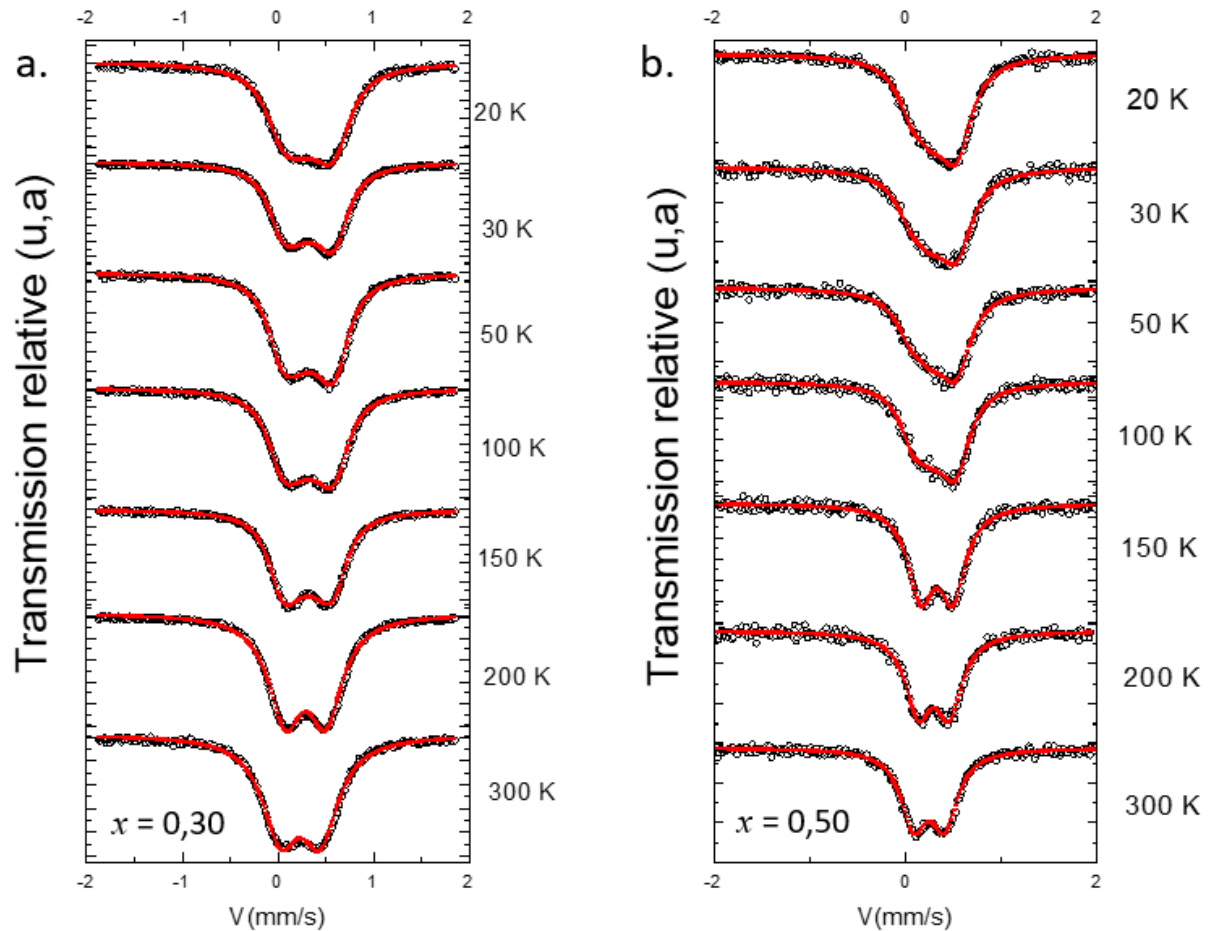 -2 -1 0 1 2
a.
20 K
30 K
50 K
100 K
150 K
200 K
300 K
x = 0,30
Transmission relative (u,a)
-2 -1 0 1 2
V(mm/s)
-2 0 2
b.
20 K
30 K
50 K
100 K
150 K
200 K
300 K
x = 0,50
Transmission relative (u,a)
-2 0 2
V(mm/s)